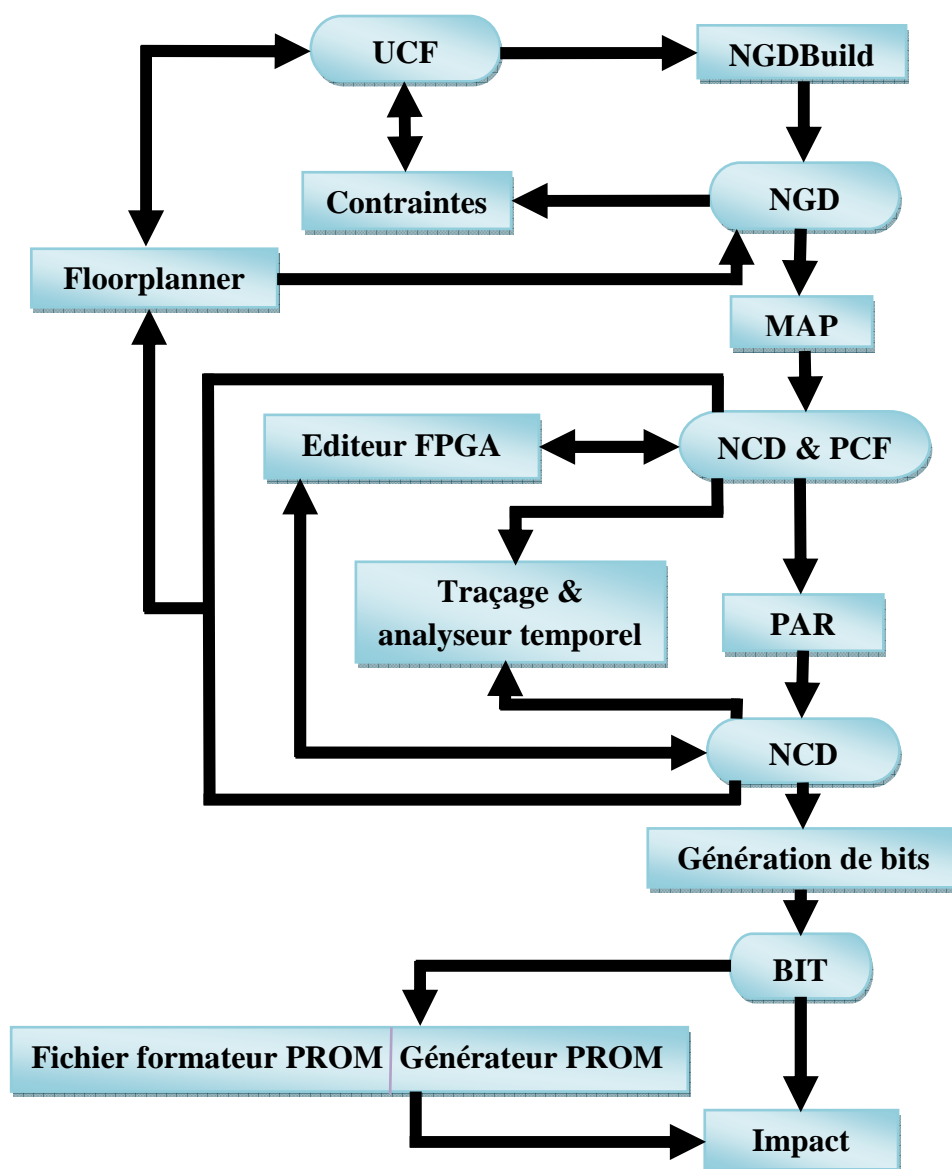 UCF
NGDBuild
Contraintes
NGD
Floorplanner
MAP
Editeur FPGA
NCD & PCF
Traçage &
analyseur temporel
PAR
NCD
Génération de bits
BIT
Fichier formateur PROM
Générateur PROM
Impact